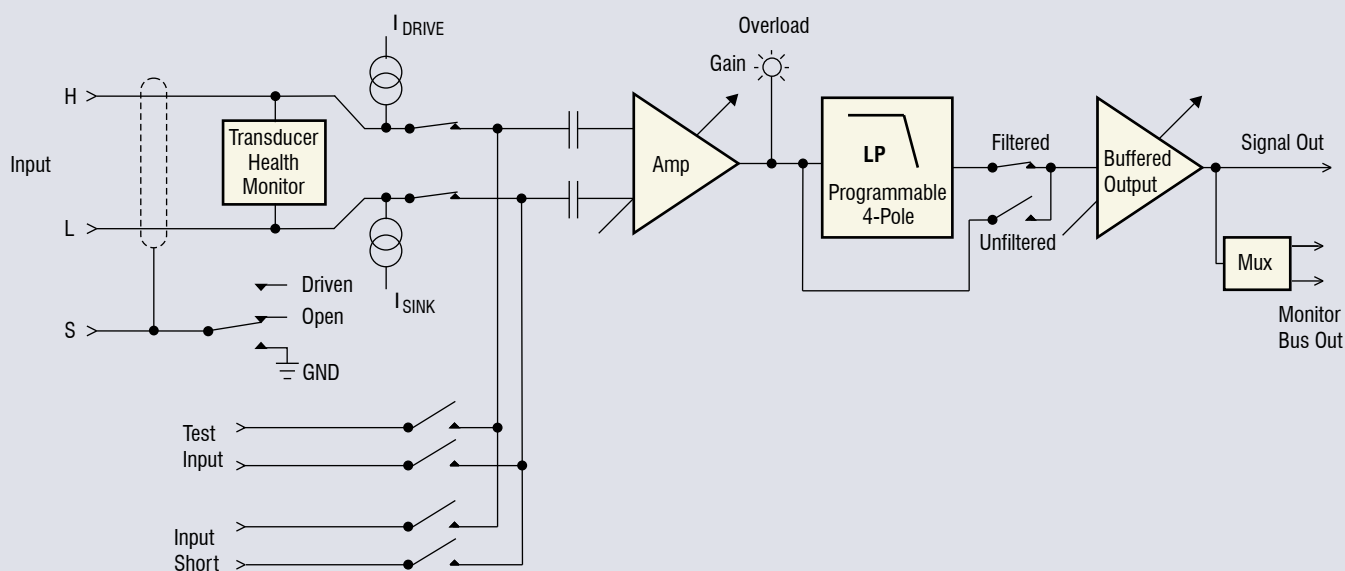 I DRIVE
Overload
Gain
H
Input
L
S
Transducer
Health
Monitor
I SINK
Driven
Open
GND
Test
Input
Input
Short
Amp
LP
Programmable
4-Pole
Filtered
Unfiltered
Buffered
Output
Signal Out
Mux
Monitor
Bus Out